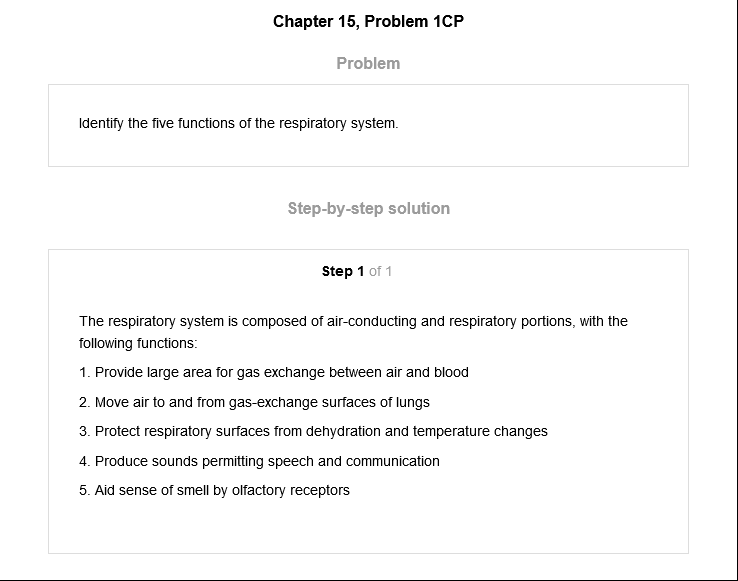 Chapter 15, Problem 1CP
Problem
Identify the five functions of the respiratory system.
Step-by-step solution
Step 1 of 1
The respiratory system is composed of air-conducting and respiratory portions, with the
following functions:
1. Provide large area for gas exchange between air and blood
2. Move air to and from gas-exchange surfaces of lungs
3. Protect respiratory surfaces from dehydration and temperature changes
4. Produce sounds permitting speech and communication
5. Aid sense of smell by olfactory receptors